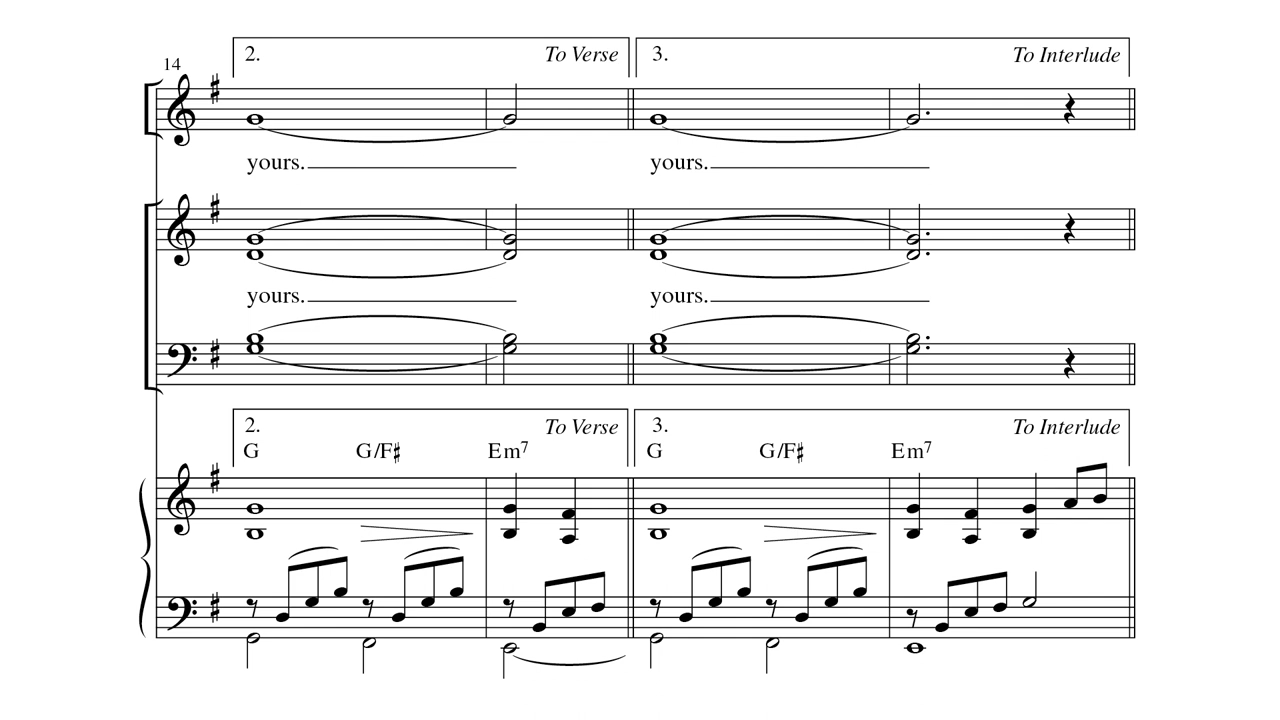 2. To Verse 3. To Interlude
14
yours. yours.
yours. yours.
2. To Verse 3. To Interlude
G G/F♯ Em7 G G/F♯ Em7